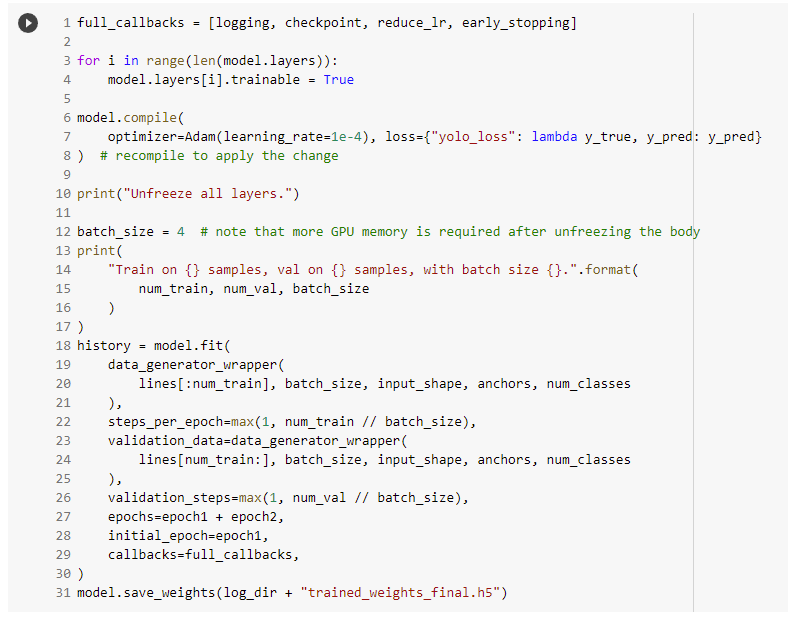 1 full_callbacks = [logging, checkpoint, reduce_lr, early_stopping]
2
3 for i in range(len(model.layers)):
4     model.layers[i].trainable = True
5
6 model.compile(
7     optimizer=Adam(learning_rate=1e-4), loss={"yolo_loss": lambda y_true, y_pred: y_pred}
8 )  # recompile to apply the change
9
10 print("Unfreeze all layers.")
11
12 batch_size = 4  # note that more GPU memory is required after unfreezing the body
13 print(
14     "Train on {} samples, val on {} samples, with batch size {}.".format(
15         num_train, num_val, batch_size
16     )
17 )
18 history = model.fit(
19     data_generator_wrapper(
20         lines[:num_train], batch_size, input_shape, anchors, num_classes
21     ),
22     steps_per_epoch=max(1, num_train // batch_size),
23     validation_data=data_generator_wrapper(
24         lines[num_train:], batch_size, input_shape, anchors, num_classes
25     ),
26     validation_steps=max(1, num_val // batch_size),
27     epochs=epoch1 + epoch2,
28     initial_epoch=epoch1,
29     callbacks=full_callbacks,
30 )
31 model.save_weights(log_dir + "trained_weights_final.h5")